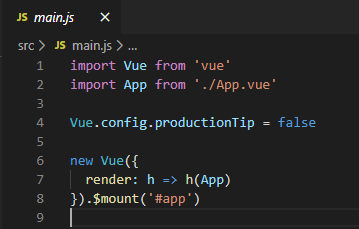 JS main.js ×
src > JS main.js > ...
1 import Vue from 'vue'
2 import App from './App.vue'
3
4 Vue.config.productionTip = false
5
6 new Vue({
7   render: h => h(App)
8 }).$mount('#app')
9